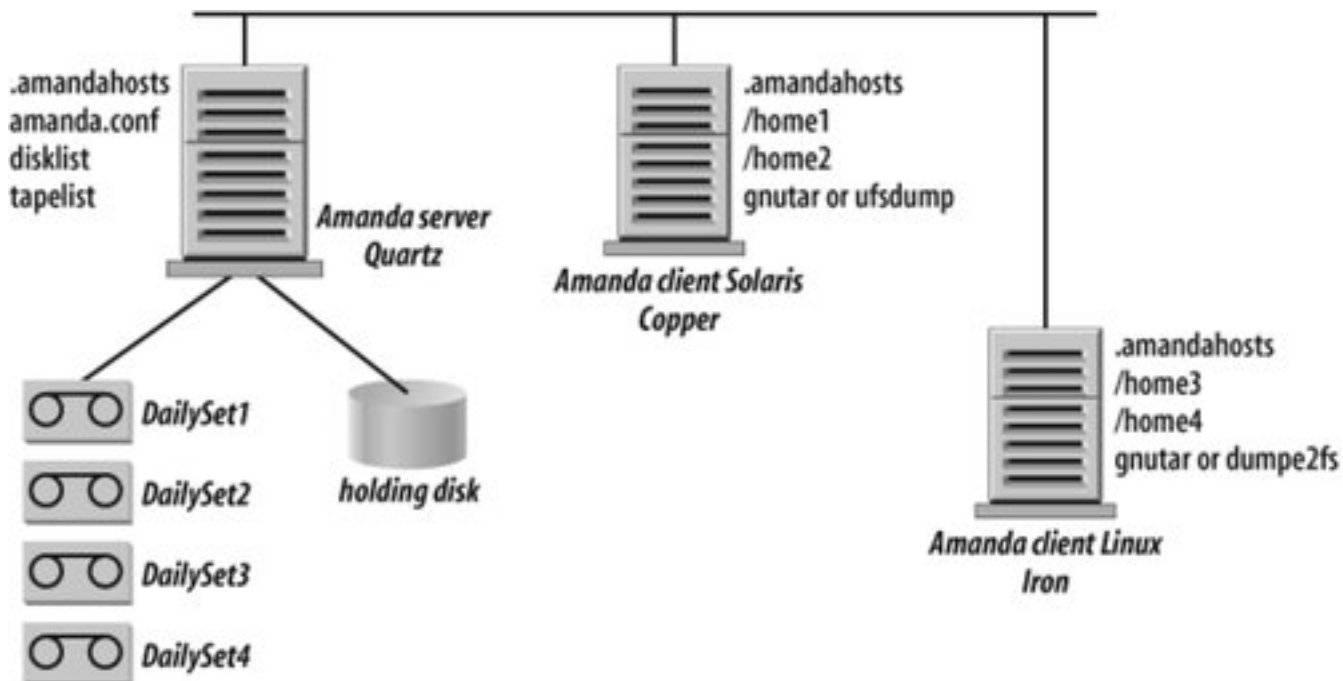 .amandahosts
amanda.conf
disklist
tapelist
Amanda server
Quartz
.amandahosts
/home1
/home2
gnutar or ufsdump
Amanda client Solaris
Copper
.amandahosts
/home3
/home4
gnutar or dumpe2fs
Amanda client Linux
Iron
DailySet1
DailySet2
DailySet3
DailySet4
holding disk